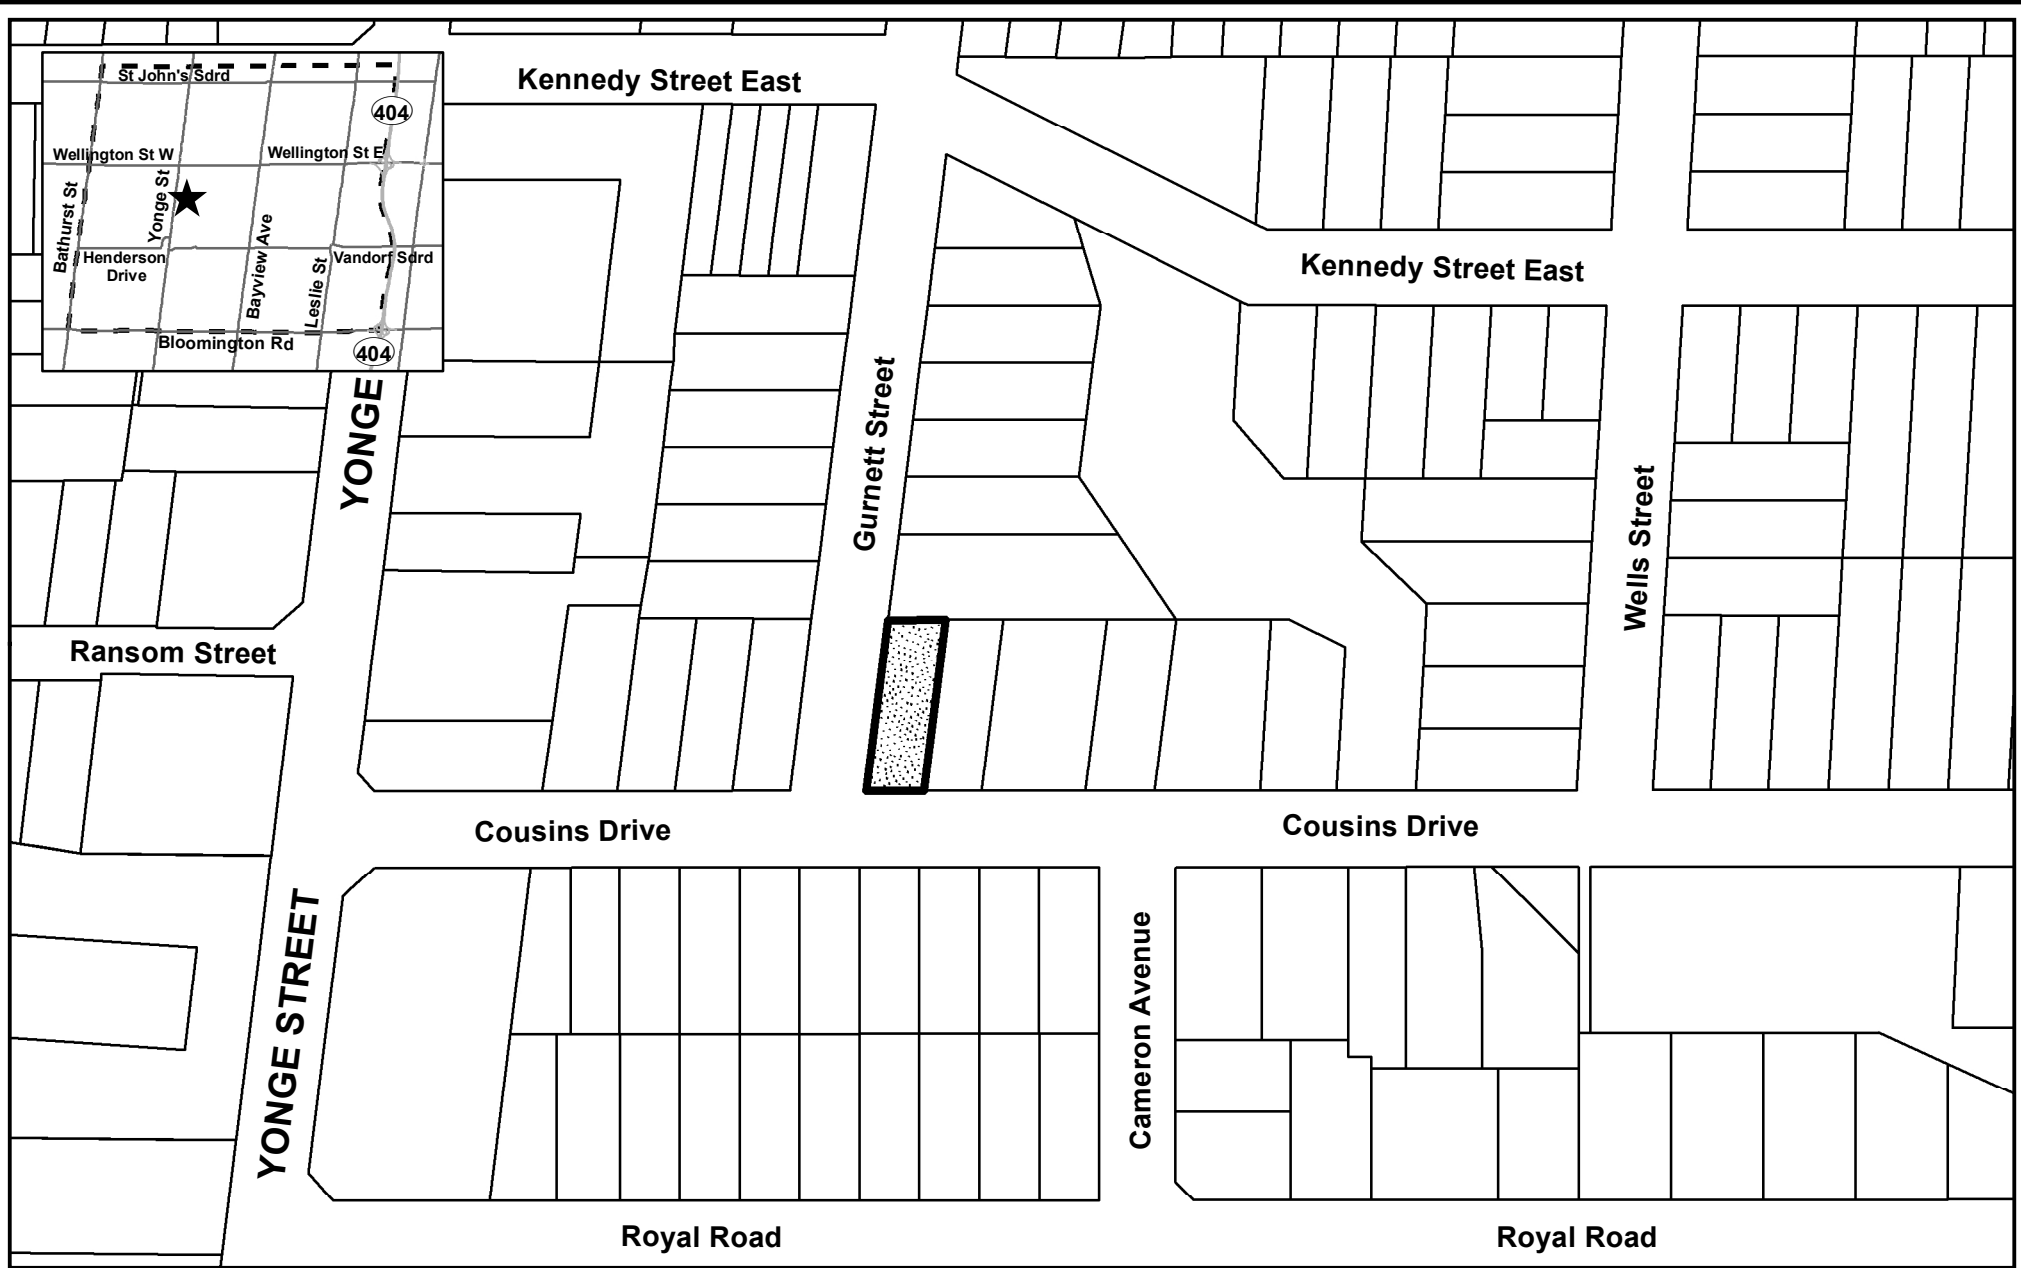 St John's Sdrd
404
Wellington St W
Wellington St E
Bathurst St
Yonge St
Bayview Ave
Leslie St
Henderson
Drive
Vandorf Sdrd
Bloomington Rd
404
Kennedy Street East
Kennedy Street East
YONGE
Gurnett Street
Wells Street
Ransom Street
Cousins Drive
Cousins Drive
YONGE STREET
Cameron Avenue
Royal Road
Royal Road